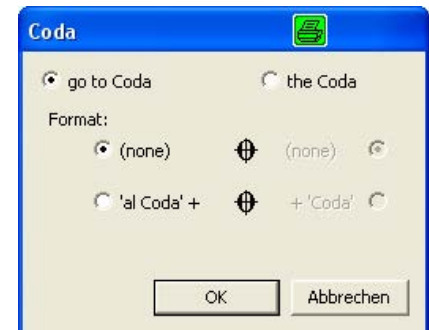 Coda
go to Coda the Coda
Format:
(none) (none)
'al Coda' + + 'Coda'
OK Abbrechen